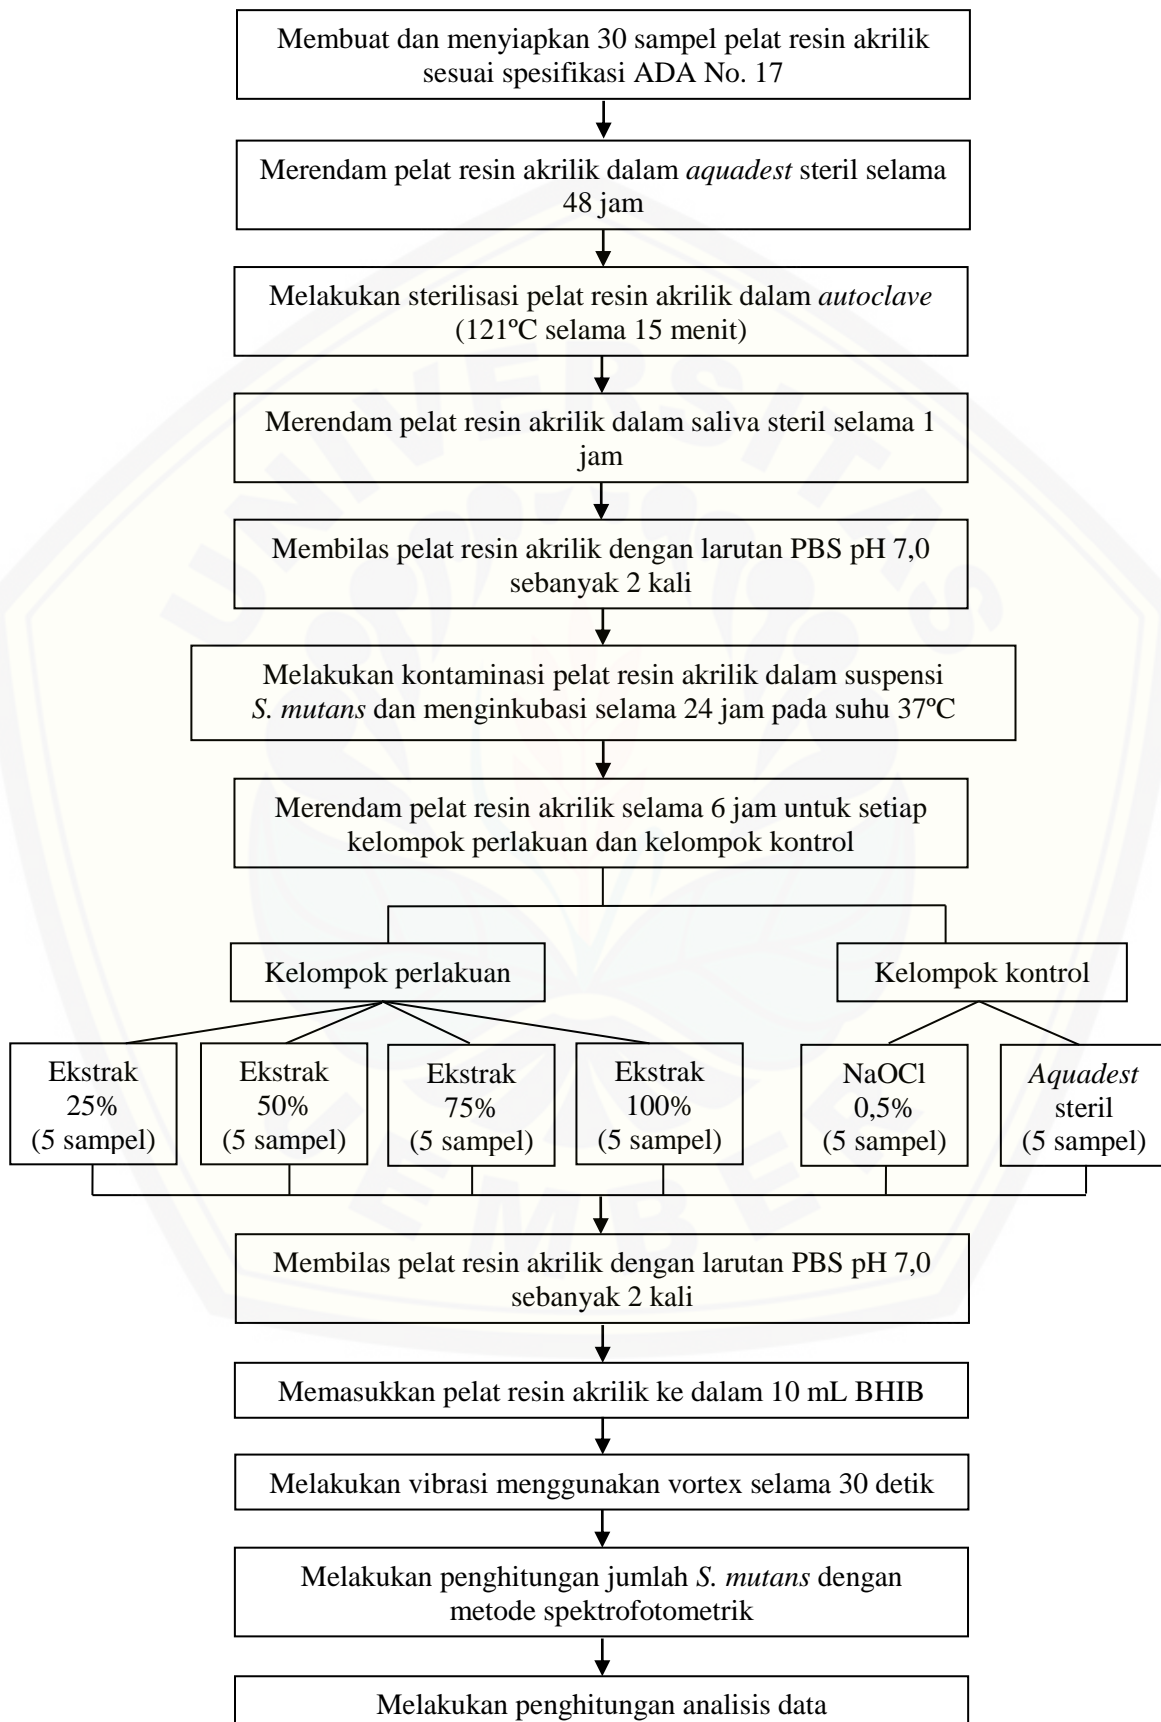 Membuat dan menyiapkan 30 sampel pelat resin akrilik
sesuai spesifikasi ADA No. 17
Merendam pelat resin akrilik dalam aquadest steril selama
48 jam
Melakukan sterilisasi pelat resin akrilik dalam autoclave
(121ºC selama 15 menit)
Merendam pelat resin akrilik dalam saliva steril selama 1
jam
Membilas pelat resin akrilik dengan larutan PBS pH 7,0
sebanyak 2 kali
Melakukan kontaminasi pelat resin akrilik dalam suspensi
S. mutans dan menginkubasi selama 24 jam pada suhu 37ºC
Merendam pelat resin akrilik selama 6 jam untuk setiap
kelompok perlakuan dan kelompok kontrol
Kelompok perlakuan
Kelompok kontrol
Ekstrak
25%
(5 sampel)
Ekstrak
50%
(5 sampel)
Ekstrak
75%
(5 sampel)
Ekstrak
100%
(5 sampel)
NaOCl
0,5%
(5 sampel)
Aquadest
steril
(5 sampel)
Membilas pelat resin akrilik dengan larutan PBS pH 7,0
sebanyak 2 kali
Memasukkan pelat resin akrilik ke dalam 10 mL BHIB
Melakukan vibrasi menggunakan vortex selama 30 detik
Melakukan penghitungan jumlah S. mutans dengan
metode spektrofotometrik
Melakukan penghitungan analisis data
UNIVERSITAS
JEMBER